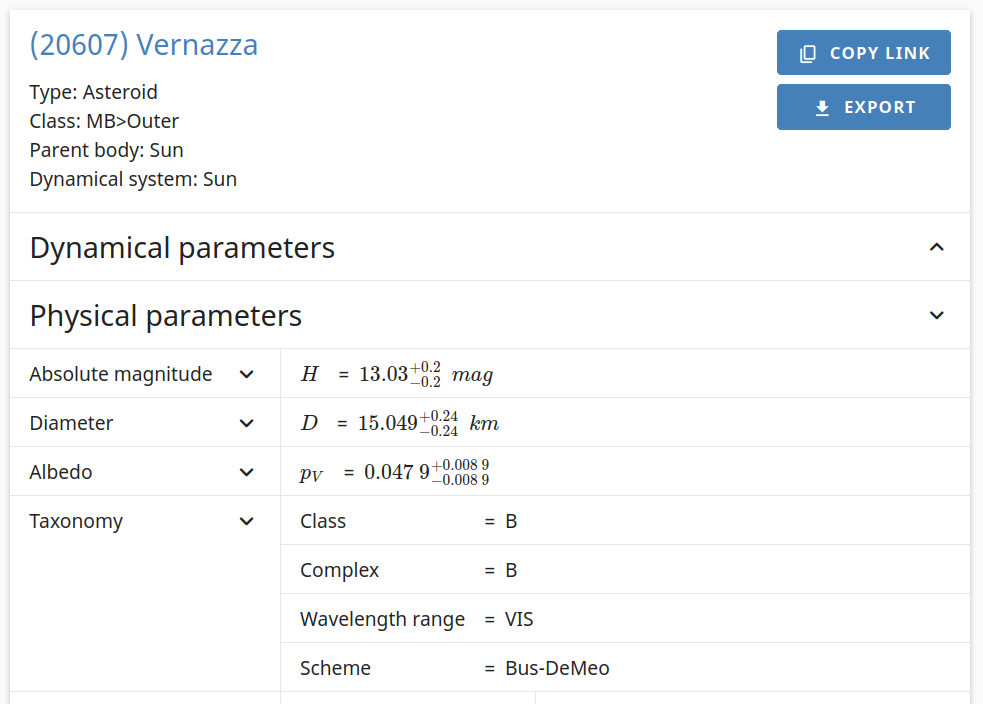 (20607) Vernazza
COPY LINK
EXPORT
Type: Asteroid
Class: MB>Outer
Parent body: Sun
Dynamical system: Sun
Dynamical parameters
Physical parameters
Absolute magnitude H = 13.03 +0.2 −0.2 mag
Diameter D = 15.049 +0.24 −0.24 km
Albedo pV = 0.047 9 +0.008 9 −0.008 9
Taxonomy Class = B
Complex = B
Wavelength range = VIS
Scheme = Bus-DeMeo